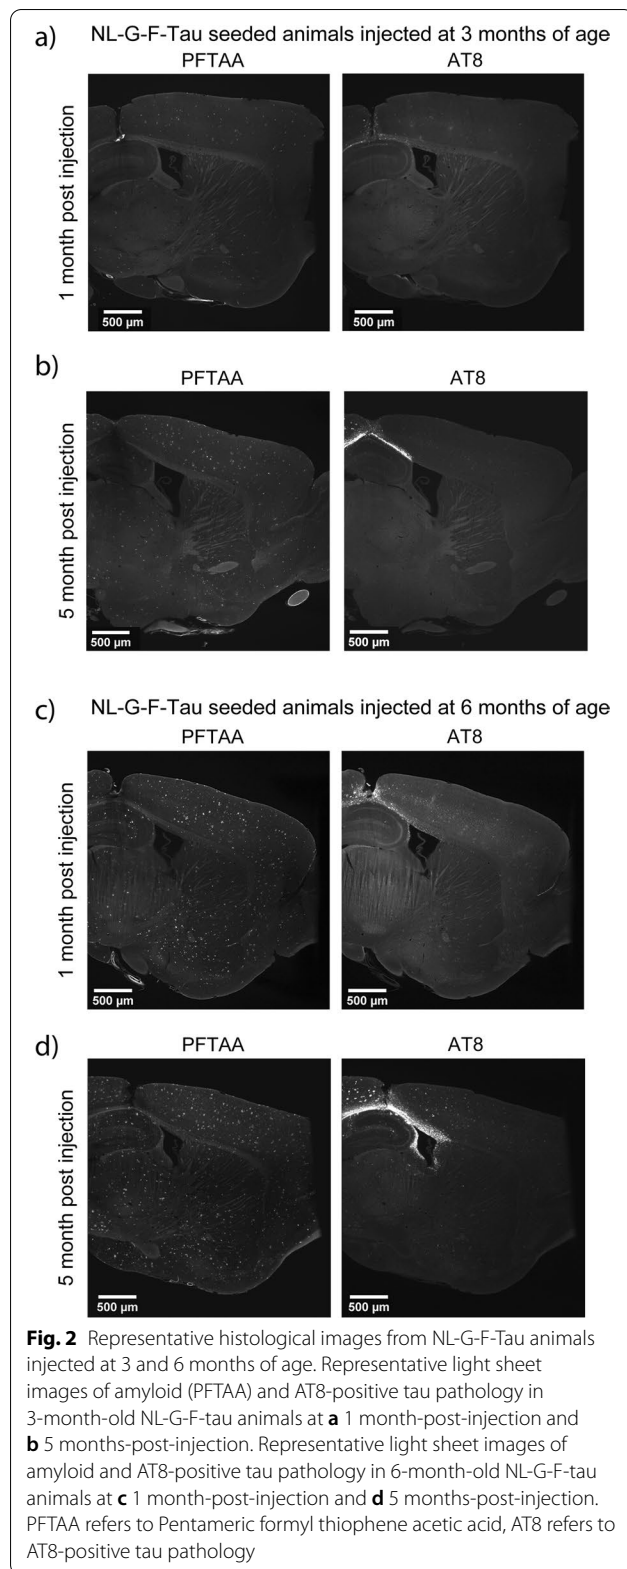 a) NL-G-F-Tau seeded animals injected at 3 months of age
PFTAA AT8
1 month post injection
500 µm 500 µm
b)
PFTAA AT8
5 month post injection
500 µm 500 µm
c) NL-G-F-Tau seeded animals injected at 6 months of age
PFTAA AT8
1 month post injection
500 µm 500 µm
d)
PFTAA AT8
5 month post injection
500 µm 500 µm
Fig. 2 Representative histological images from NL-G-F-Tau animals
injected at 3 and 6 months of age. Representative light sheet
images of amyloid (PFTAA) and AT8-positive tau pathology in
3-month-old NL-G-F-tau animals at a 1 month-post-injection and
b 5 months-post-injection. Representative light sheet images of
amyloid and AT8-positive tau pathology in 6-month-old NL-G-F-tau
animals at c 1 month-post-injection and d 5 months-post-injection.
PFTAA refers to Pentameric formyl thiophene acetic acid, AT8 refers to
AT8-positive tau pathology